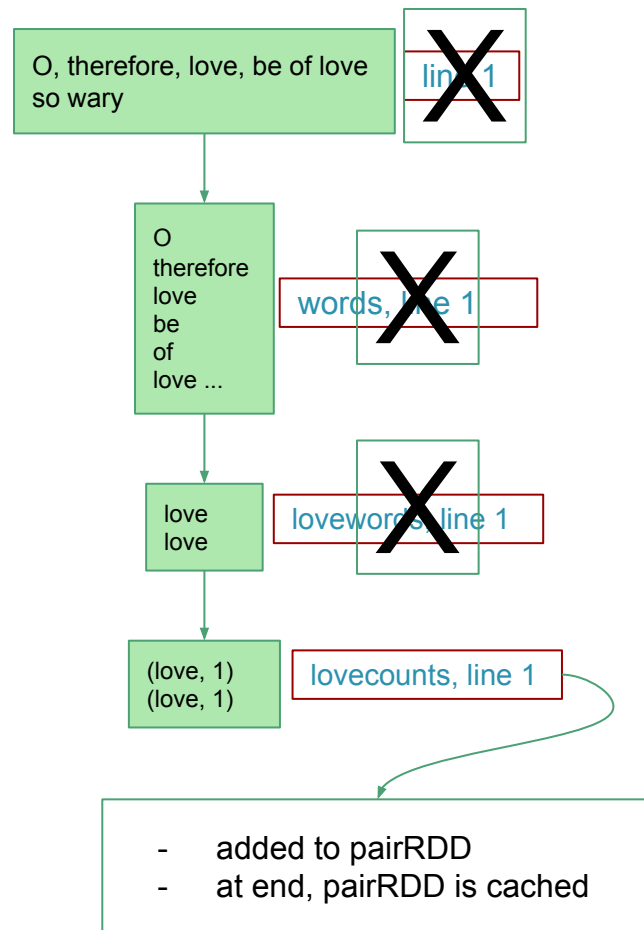 O, therefore, love, be of love
so wary
line 1
X
O
therefore
love
be
of
love ...
words, line 1
X
love
love
lovewords, line 1
X
(love, 1)
(love, 1)
lovecounts, line 1
- added to pairRDD
- at end, pairRDD is cached